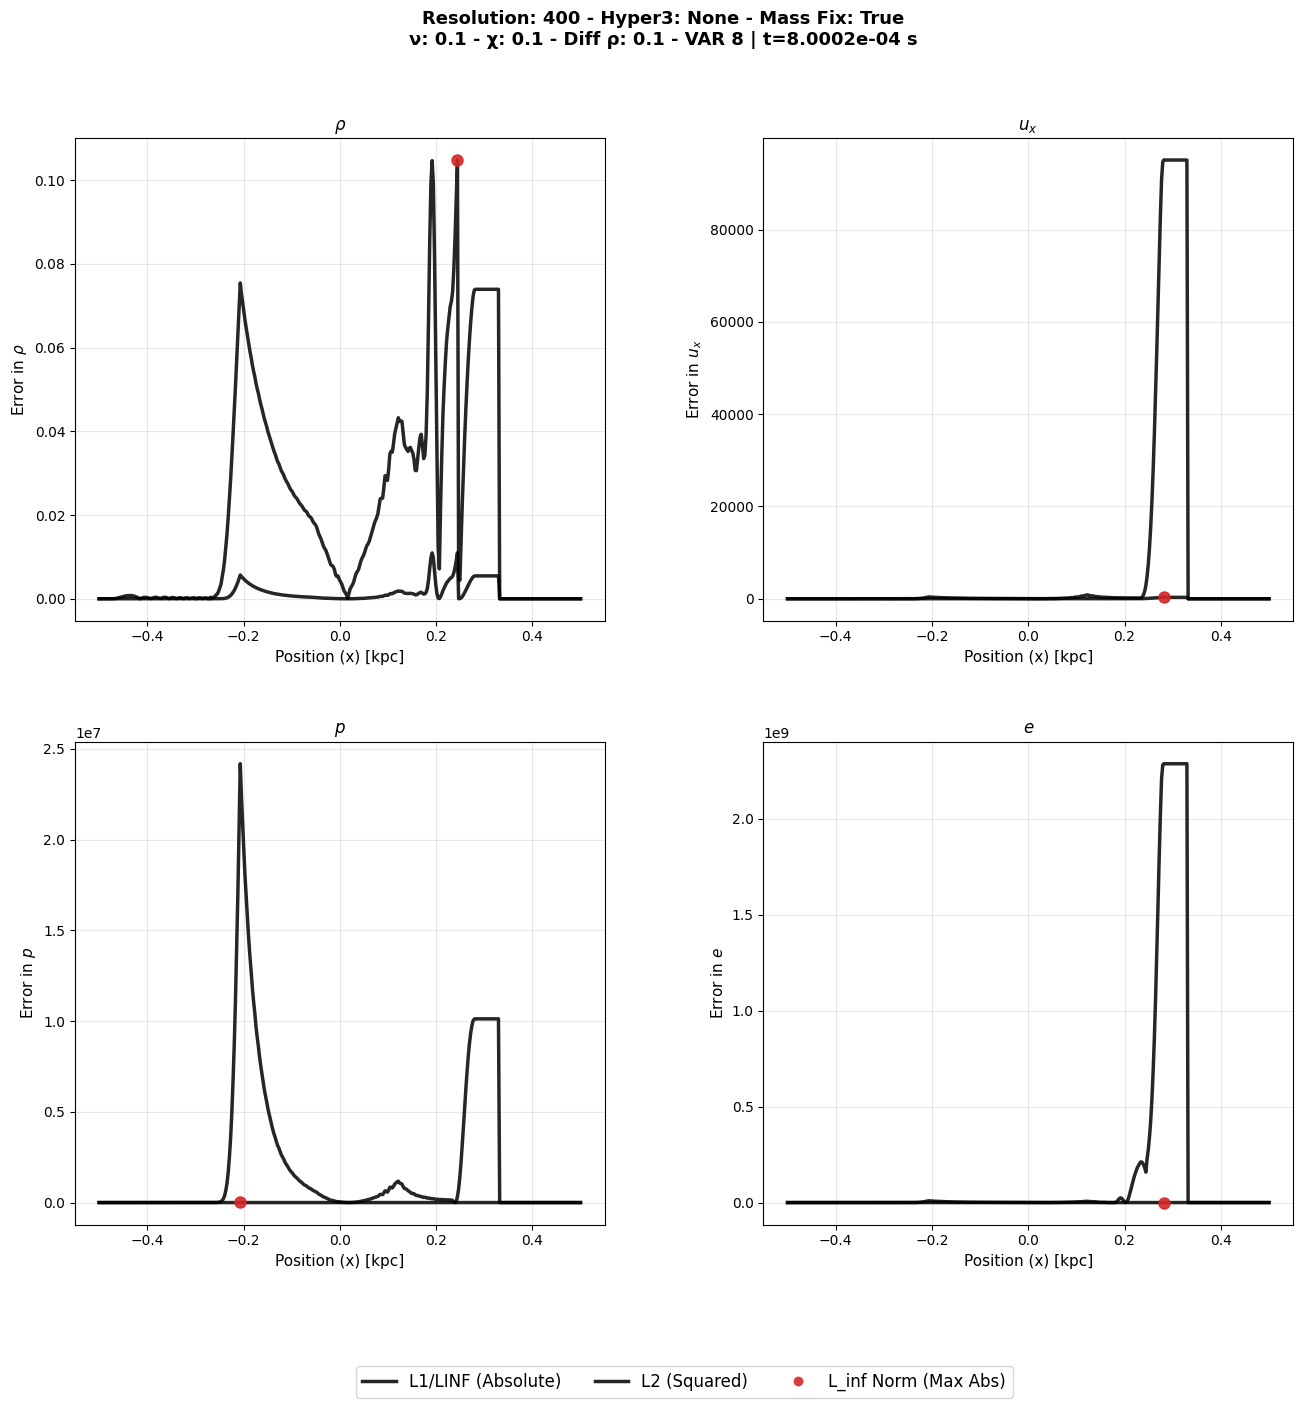 Resolution: 400 - Hyper3: None - Mass Fix: True
ν: 0.1 - χ: 0.1 - Diff ρ: 0.1 - VAR 8 | t=8.0002e-04 s
ρ
0.10
0.08
0.06
0.04
0.02
0.00
Error in ρ
−0.4 −0.2 0.0 0.2 0.4
Position (x) [kpc]
u_x
80000
60000
40000
20000
0
Error in u_x
−0.4 −0.2 0.0 0.2 0.4
Position (x) [kpc]
p
1e7
2.5
2.0
1.5
1.0
0.5
0.0
Error in p
−0.4 −0.2 0.0 0.2 0.4
Position (x) [kpc]
e
1e9
2.0
1.5
1.0
0.5
0.0
Error in e
−0.4 −0.2 0.0 0.2 0.4
Position (x) [kpc]
L1/LINF (Absolute) L2 (Squared) L_inf Norm (Max Abs)